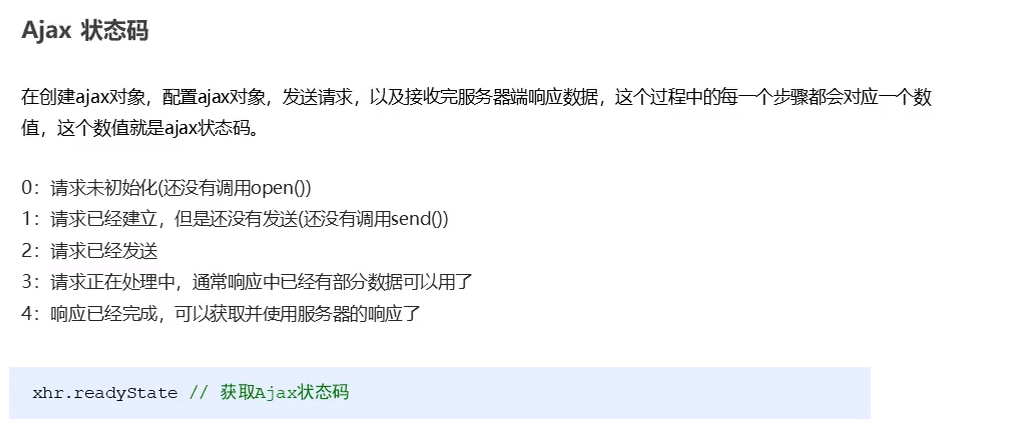 Ajax 状态码
在创建ajax对象，配置ajax对象，发送请求，以及接收完服务器端响应数据，这个过程中的每一个步骤都会对应一个数
值，这个数值就是ajax状态码。
0：请求未初始化(还没有调用open())
1：请求已经建立，但是还没有发送(还没有调用send())
2：请求已经发送
3：请求正在处理中，通常响应中已经有部分数据可以用了
4：响应已经完成，可以获取并使用服务器的响应了
xhr.readyState // 获取Ajax状态码